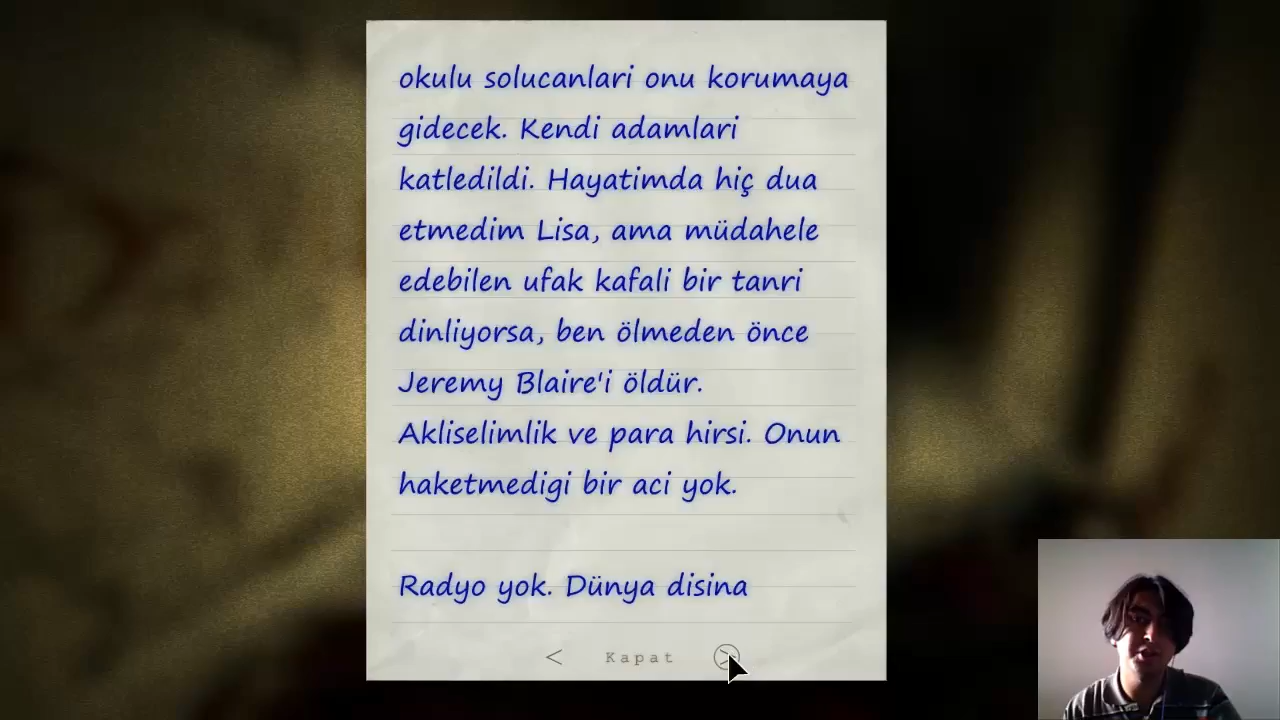 okulu solucanlari onu korumaya
gidecek. Kendi adamlari
katledildi. Hayatimda hiç dua
etmedim Lisa, ama müdahele
edebilen ufak kafali bir tanri
dinliyorsa, ben ölmeden önce
Jeremy Blaire'i öldür.
Akliselimlik ve para hirsi. Onun
haketmedigi bir aci yok.
Radyo yok. Dünya disina
< Kapat >